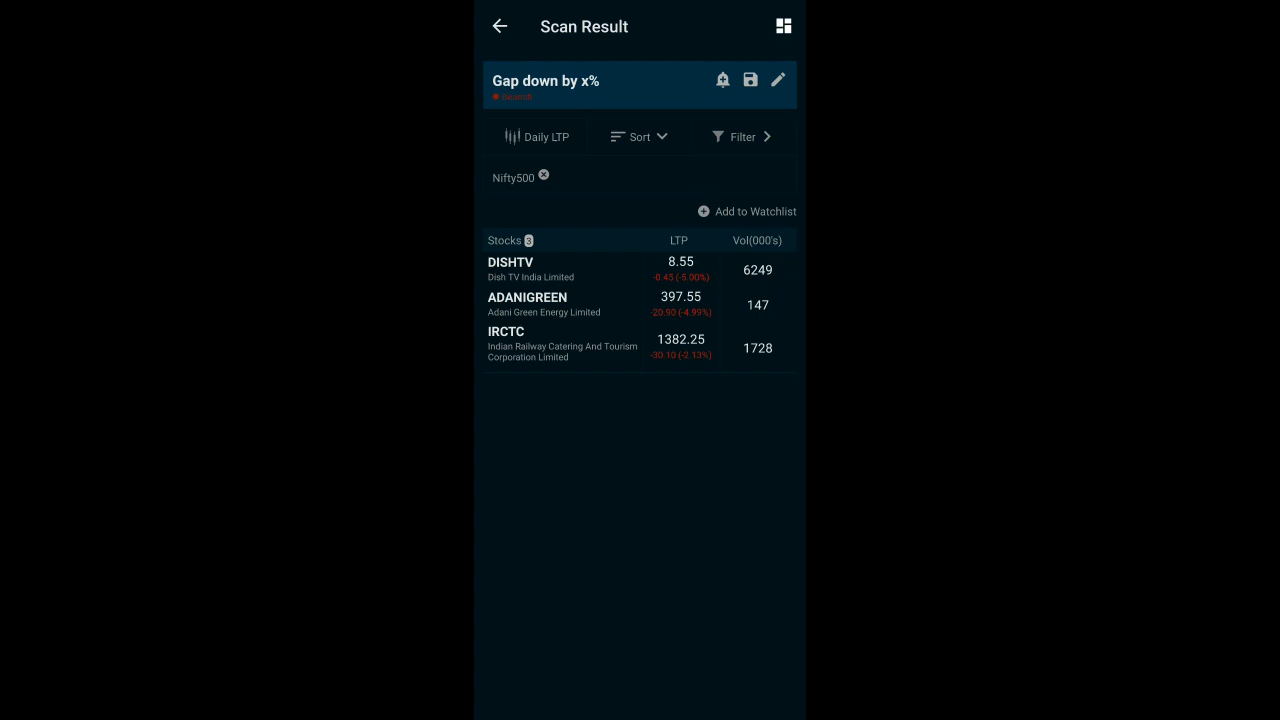 Scan Result
Gap down by x%
Bearish
Daily LTP Sort Filter
Nifty500
Add to Watchlist
Stocks 3 LTP Vol(000's)
DISHTV 8.55 6249
Dish TV India Limited -0.45 (-5.00%)
ADANIGREEN 397.55 147
Adani Green Energy Limited -20.90 (-4.99%)
IRCTC 1382.25 1728
Indian Railway Catering And Tourism -30.10 (-2.13%)
Corporation Limited